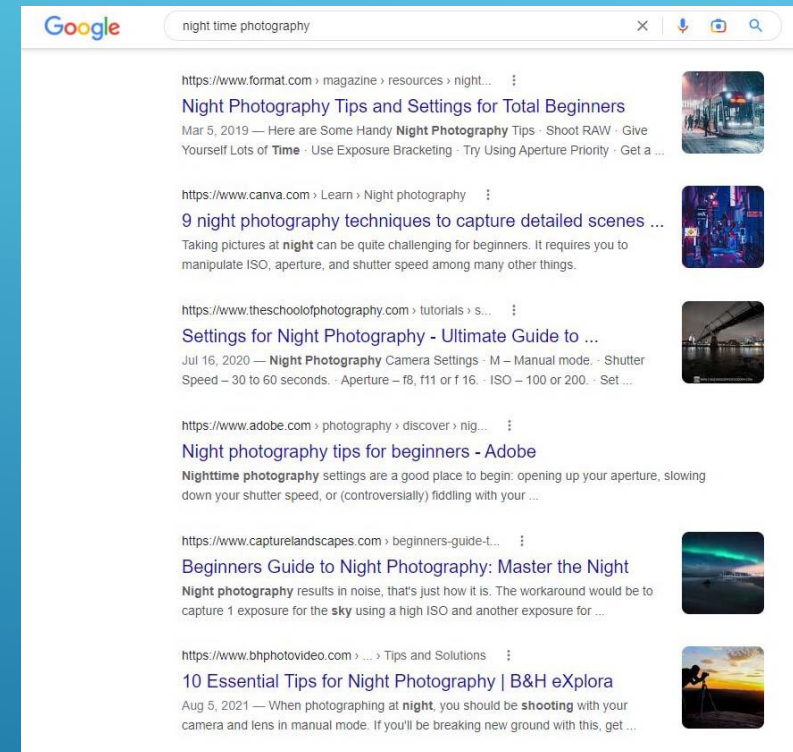 Google
night time photography
https://www.format.com › magazine › resources › night...
Night Photography Tips and Settings for Total Beginners
Mar 5, 2019 — Here are Some Handy Night Photography Tips · Shoot RAW · Give
Yourself Lots of Time · Use Exposure Bracketing · Try Using Aperture Priority · Get a ...
https://www.canva.com › Learn › Night photography
9 night photography techniques to capture detailed scenes ...
Taking pictures at night can be quite challenging for beginners. It requires you to
manipulate ISO, aperture, and shutter speed among many other things.
https://www.theschoolofphotography.com › tutorials › s...
Settings for Night Photography - Ultimate Guide to ...
Jul 16, 2020 — Night Photography Camera Settings · M – Manual mode. · Shutter
Speed – 30 to 60 seconds. · Aperture – f8, f11 or f 16. · ISO – 100 or 200. · Set ...
https://www.adobe.com › photography › discover › nig...
Night photography tips for beginners - Adobe
Nighttime photography settings are a good place to begin: opening up your aperture, slowing
down your shutter speed, or (controversially) fiddling with your ...
https://www.capturelandscapes.com › beginners-guide-t...
Beginners Guide to Night Photography: Master the Night
Night photography results in noise, that's just how it is. The workaround would be to
capture 1 exposure for the sky using a high ISO and another exposure for ...
https://www.bhphotovideo.com › ... › Tips and Solutions
10 Essential Tips for Night Photography | B&H eXplora
Aug 5, 2021 — When photographing at night, you should be shooting with your
camera and lens in manual mode. If you'll be breaking new ground with this, get ...